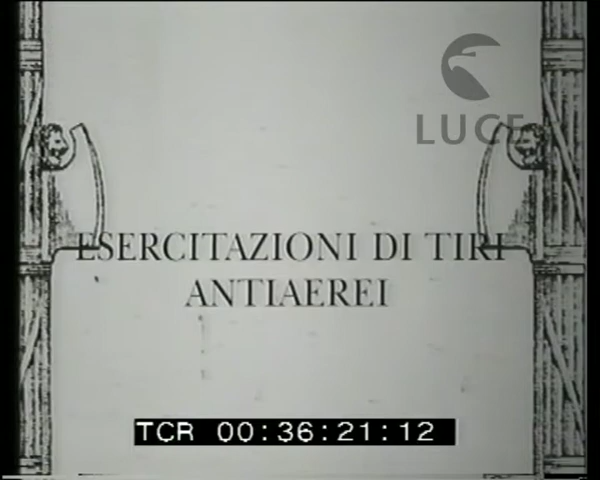 LUCE
ESERCITAZIONI DI TIRI
ANTIAEREI
TCR 00:36:21:12